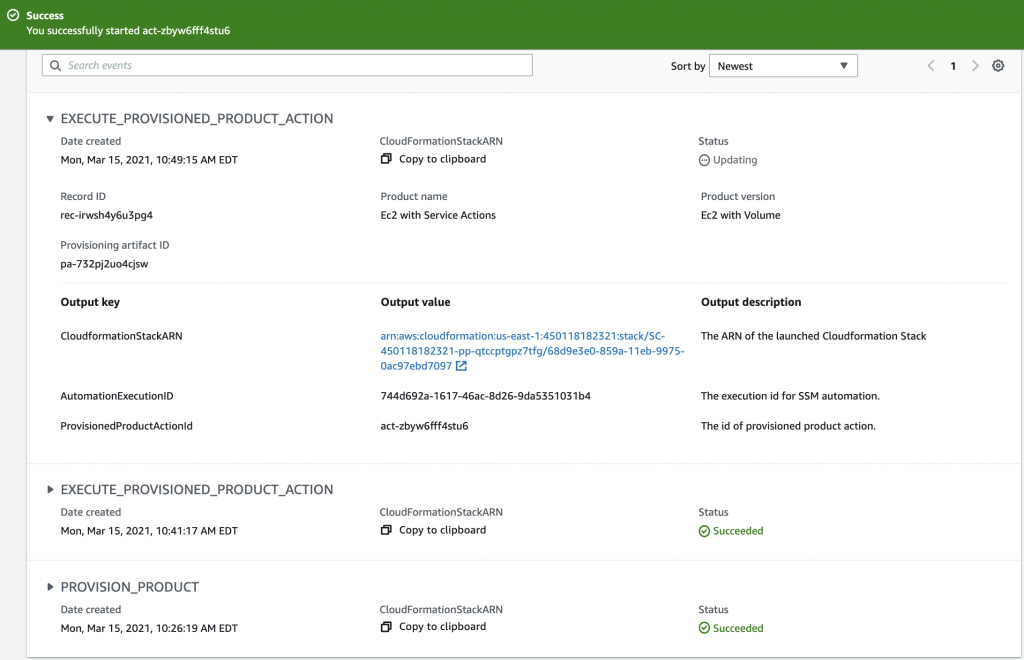 Success
You successfully started act-zbyw6fff4stu6
Search events
Sort by Newest 1
EXECUTE_PROVISIONED_PRODUCT_ACTION
Date created CloudFormationStackARN Status
Mon, Mar 15, 2021, 10:49:15 AM EDT Copy to clipboard Updating
Record ID Product name Product version
rec-irwsh4y6u3pg4 Ec2 with Service Actions Ec2 with Volume
Provisioning artifact ID
pa-732pj2uo4cjsw
Output key Output value Output description
CloudformationStackARN arn:aws:cloudformation:us-east-1:450118182321:stack/SC- The ARN of the launched Cloudformation Stack
450118182321-pp-qtccptgpz7tfg/68d9e3e0-859a-11eb-9975-
0ac97ebd7097
AutomationExecutionID 744d692a-1617-46ac-8d26-9da5351031b4 The execution id for SSM automation.
ProvisionedProductActionId act-zbyw6fff4stu6 The id of provisioned product action.
EXECUTE_PROVISIONED_PRODUCT_ACTION
Date created CloudFormationStackARN Status
Mon, Mar 15, 2021, 10:41:17 AM EDT Copy to clipboard Succeeded
PROVISION_PRODUCT
Date created CloudFormationStackARN Status
Mon, Mar 15, 2021, 10:26:19 AM EDT Copy to clipboard Succeeded